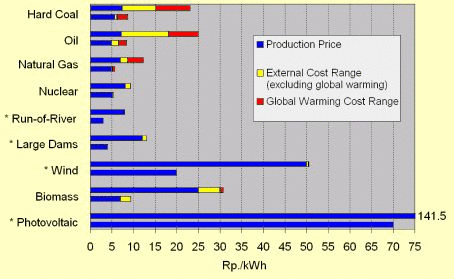 Hard Coal
Oil
Natural Gas
Nuclear
* Run-of-River
* Large Dams
* Wind
Biomass
* Photovoltaic
Production Price
External Cost Range
(excluding global warming)
Global Warming Cost Range
141.5
0 5 10 15 20 25 30 35 40 45 50 55 60 65 70 75
Rp./kWh